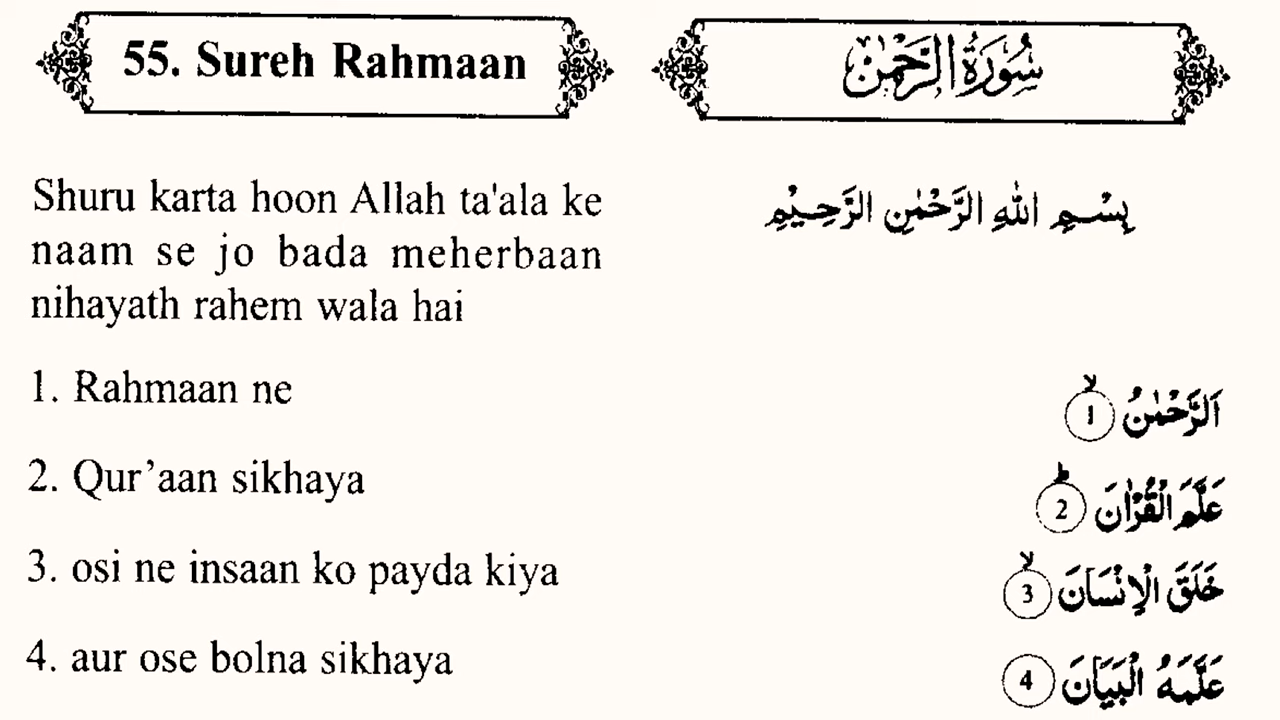 55. Sureh Rahmaan
سُوۡرَةُ الرَّحۡمٰنِ
Shuru karta hoon Allah ta'ala ke
naam se jo bada meherbaan
nihayath rahem wala hai
بِسْـمِ اللّٰهِ الرَّحْمٰنِ الرَّحِـيْمِ
1. Rahmaan ne
اَلرَّحْمٰنُ ۙ 1
2. Qur’aan sikhaya
عَلَّمَ الْقُرْاٰنَ ؕ 2
3. osi ne insaan ko payda kiya
خَلَقَ الْاِنْسَانَ ۙ 3
4. aur ose bolna sikhaya
عَلَّمَهُ الْبَيَانَ 4